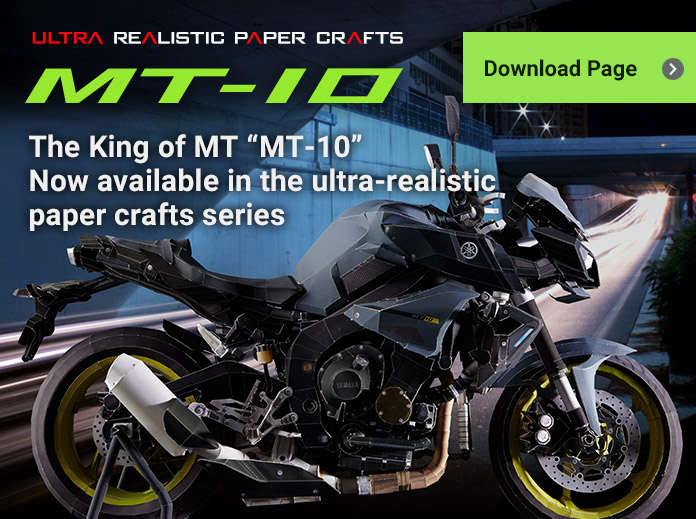 ULTRA REALISTIC PAPER CRAFTS
MT-10
Download Page
The King of MT “MT-10”
Now available in the ultra-realistic
paper crafts series
YAMAHA